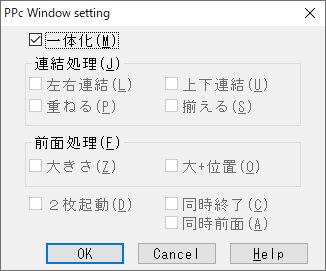 PPc Window setting
一体化(M)
連結処理(J)
左右連結(L) 上下連結(U)
重ねる(P) 揃える(S)
前面処理(F)
大きさ(Z) 大+位置(O)
２枚起動(D) 同時終了(C)
同時前面(A)
OK Cancel Help